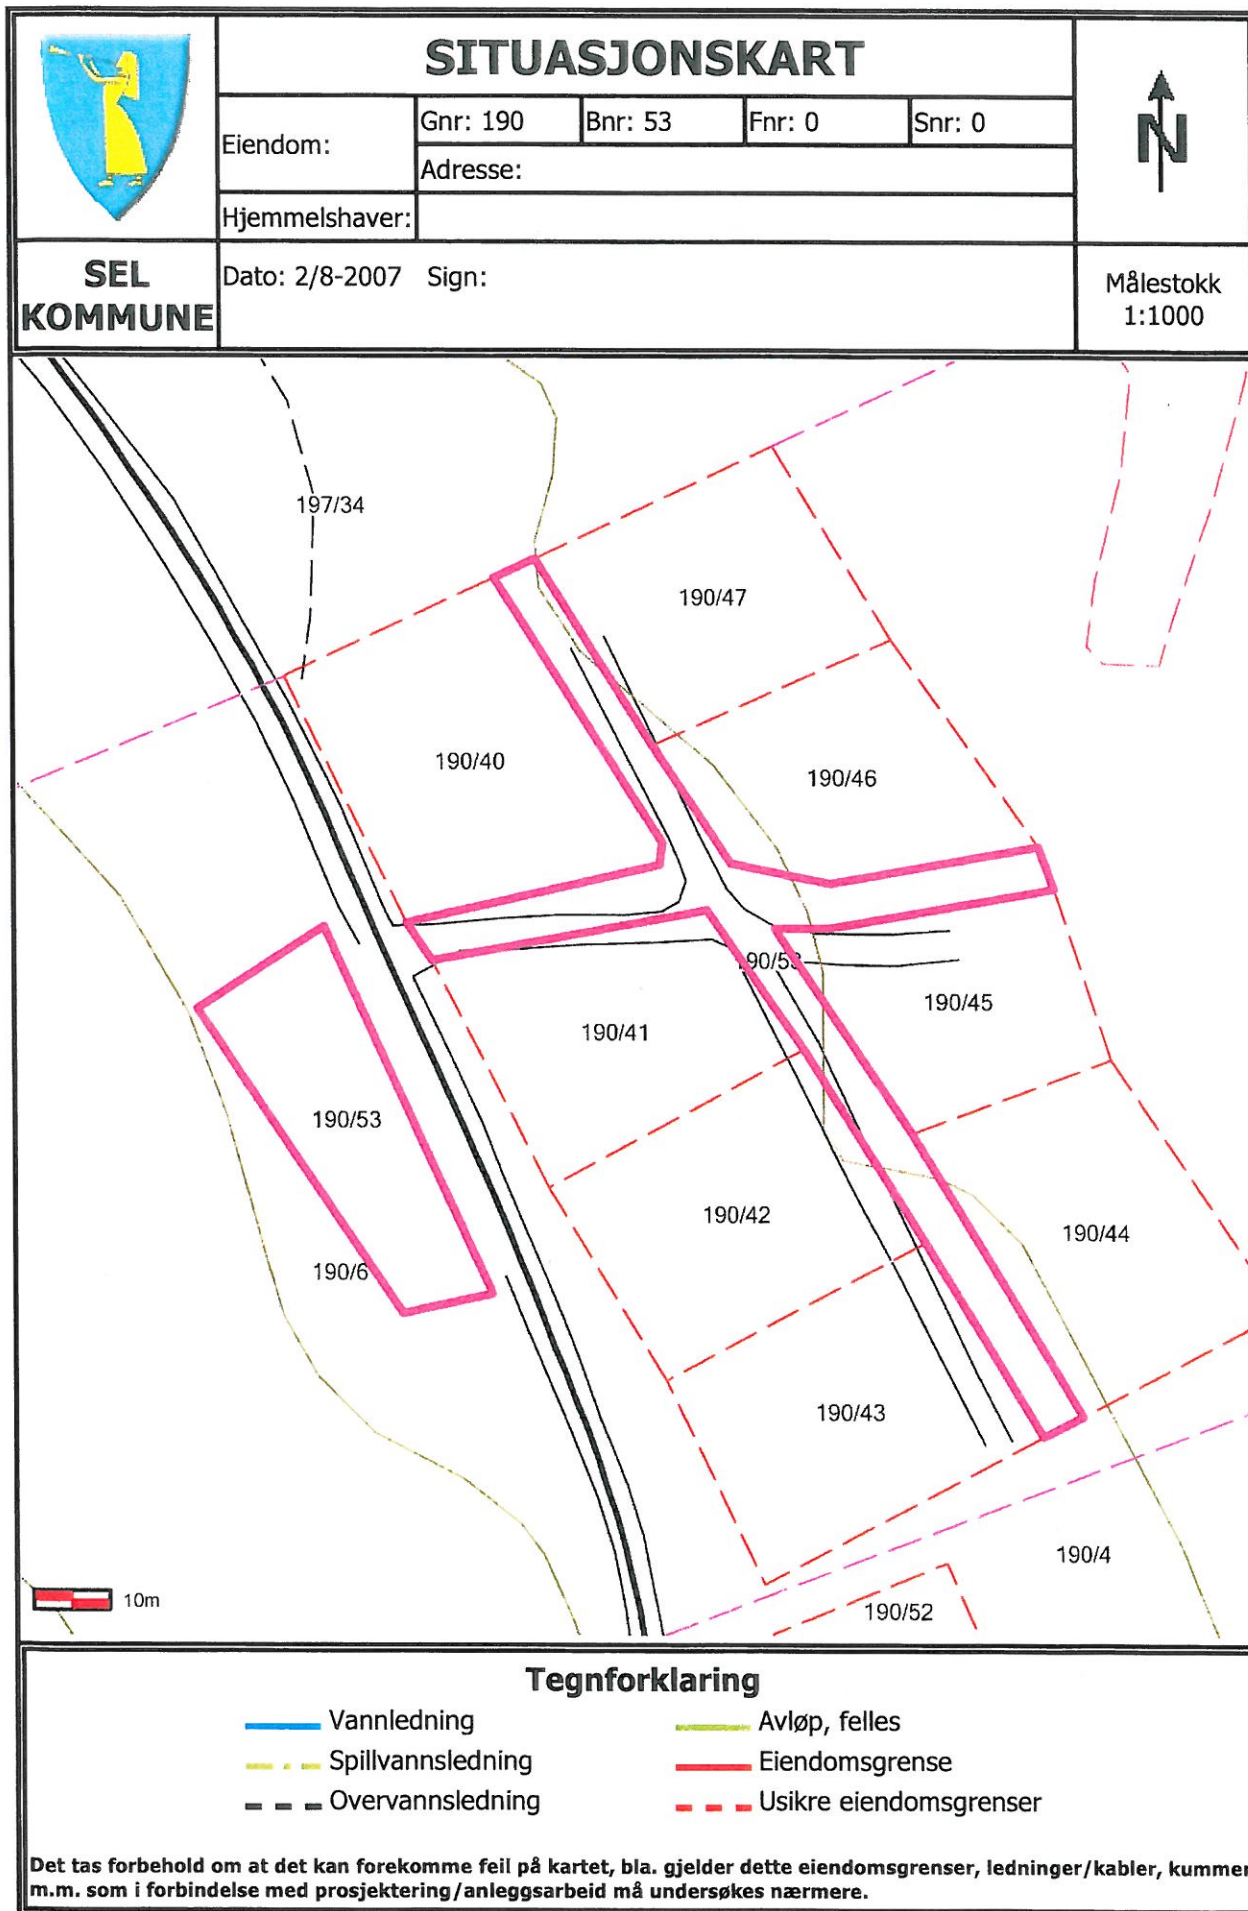 SITUASJONSKART
Eiendom:
Gnr: 190
Bnr: 53
Fnr: 0
Snr: 0
Adresse:
Hjemmelshaver:
N
SEL
KOMMUNE
Dato: 2/8-2007 Sign:
Målestokk
1:1000
197/34
190/47
190/40
190/46
190/53
190/45
190/41
190/53
190/42
190/44
190/6
190/43
190/4
190/52
10m
Tegnforklaring
Vannledning
Avløp, felles
Spillvannsledning
Eiendomsgrense
Overvannsledning
Usikre eiendomsgrenser
Det tas forbehold om at det kan forekomme feil på kartet, bla. gjelder dette eiendomsgrenser, ledninger/kabler, kummer
m.m. som i forbindelse med prosjektering/anleggsarbeid må undersøkes nærmere.